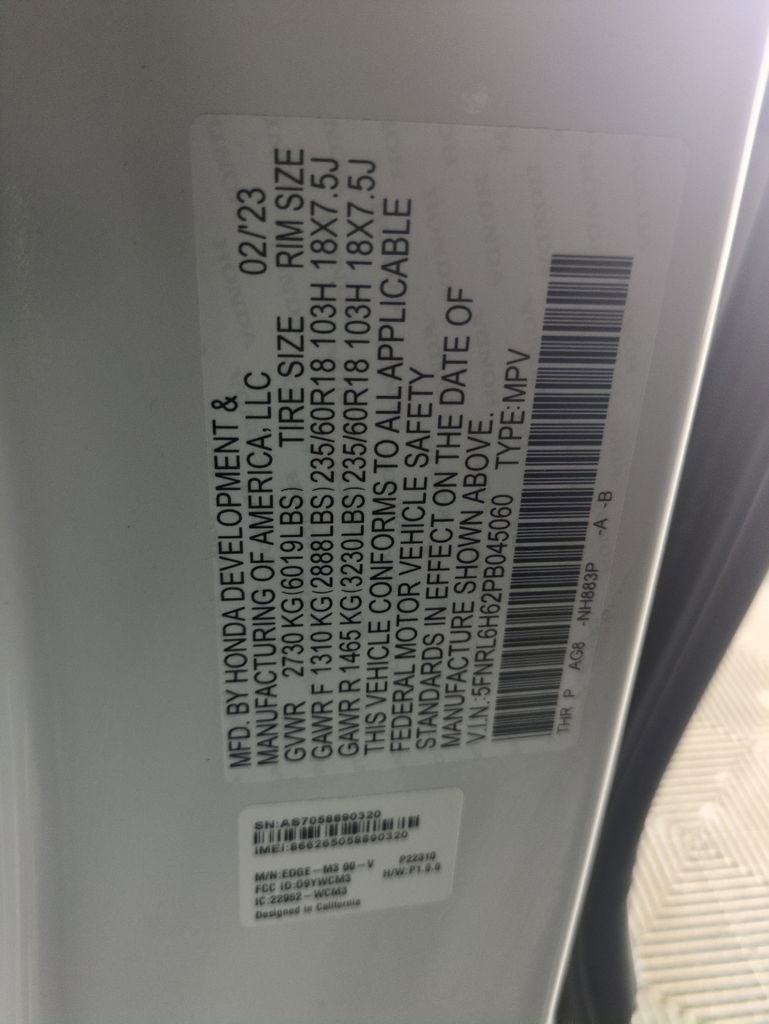 MFD. BY HONDA DEVELOPMENT &
MANUFACTURING OF AMERICA, LLC 02/'23
GVWR 2730 KG (6019LBS) TIRE SIZE RIM SIZE
GAWR F 1310 KG (2888LBS) 235/60R18 103H 18X7.5J
GAWR R 1465 KG (3230LBS) 235/60R18 103H 18X7.5J
THIS VEHICLE CONFORMS TO ALL APPLICABLE
FEDERAL MOTOR VEHICLE SAFETY
STANDARDS IN EFFECT ON THE DATE OF
MANUFACTURE SHOWN ABOVE.
V.I.N.:5FNRL6H62PB045060 TYPE:MPV
THR P AG8 -NH883P -A -B
SN:AS7058890320
IMEI:866265058890320
M/N:EDGE-M3 00-V P22310
FCC ID:O9YWCM3 H/W:P1.0.0
IC:22952-WCM3
Designed in California